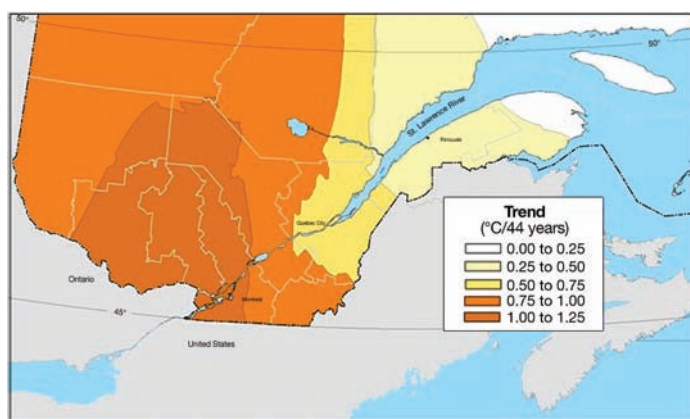 50°
50°
St. Lawrence River
Rimouski
Quebec City
Trend
(°C/44 years)
0.00 to 0.25
0.25 to 0.50
0.50 to 0.75
0.75 to 1.00
1.00 to 1.25
Ontario
Montreal
45°
United States